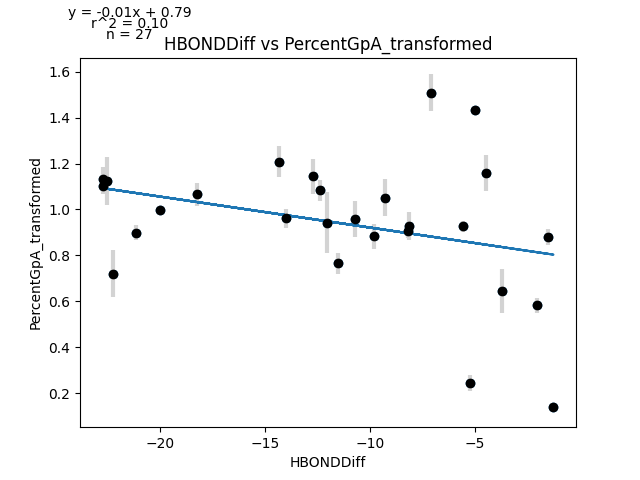 y = -0.01x + 0.79
r^2 = 0.10
n = 27
HBONDDiff vs PercentGpA_transformed
PercentGpA_transformed
1.6
1.4
1.2
1.0
0.8
0.6
0.4
0.2
−20
−15
−10
−5
HBONDDiff